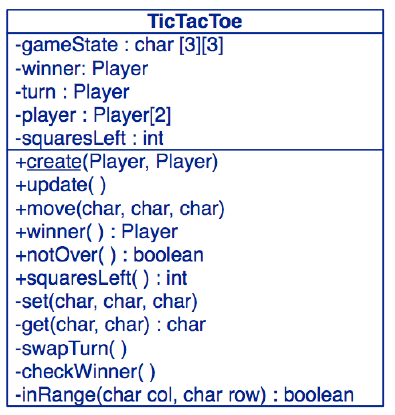 TicTacToe
-gameState : char [3][3]
-winner: Player
-turn : Player
-player : Player[2]
-squaresLeft : int
+create(Player, Player)
+update( )
+move(char, char, char)
+winner( ) : Player
+notOver( ) : boolean
+squaresLeft( ) : int
-set(char, char, char)
-get(char, char) : char
-swapTurn( )
-checkWinner( )
-inRange(char col, char row) : boolean